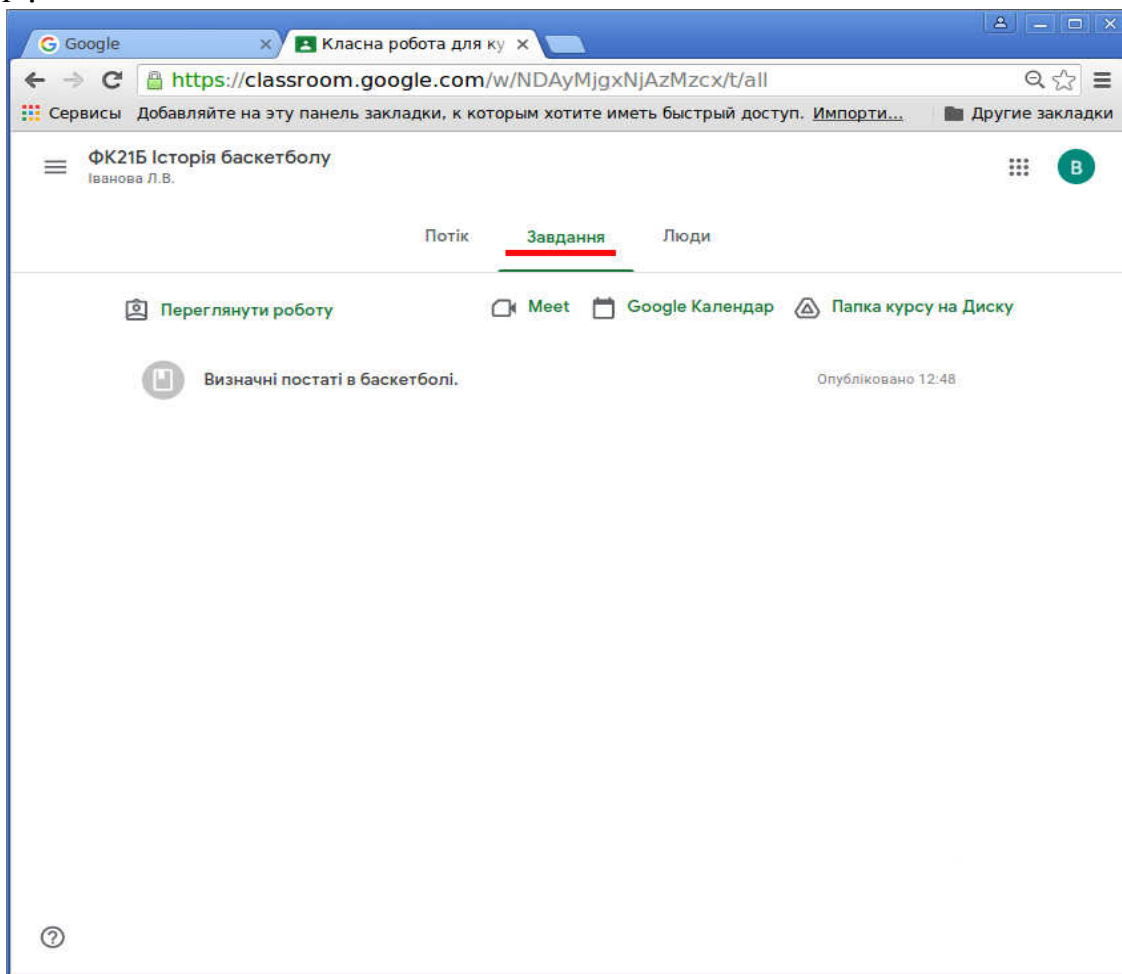 Google
Класна робота для ку
https://classroom.google.com/w/NDAyMjgxNjAzMzcx/t/all
Сервисы Добавляйте на эту панель закладки, к которым хотите иметь быстрый доступ. Импорти... Другие закладки
ФК21Б Історія баскетболу
Іванова Л.В.
B
Потік Завдання Люди
Переглянути роботу Meet Google Календар Папка курсу на Диску
Визначні постаті в баскетболі. Опубліковано 12:48